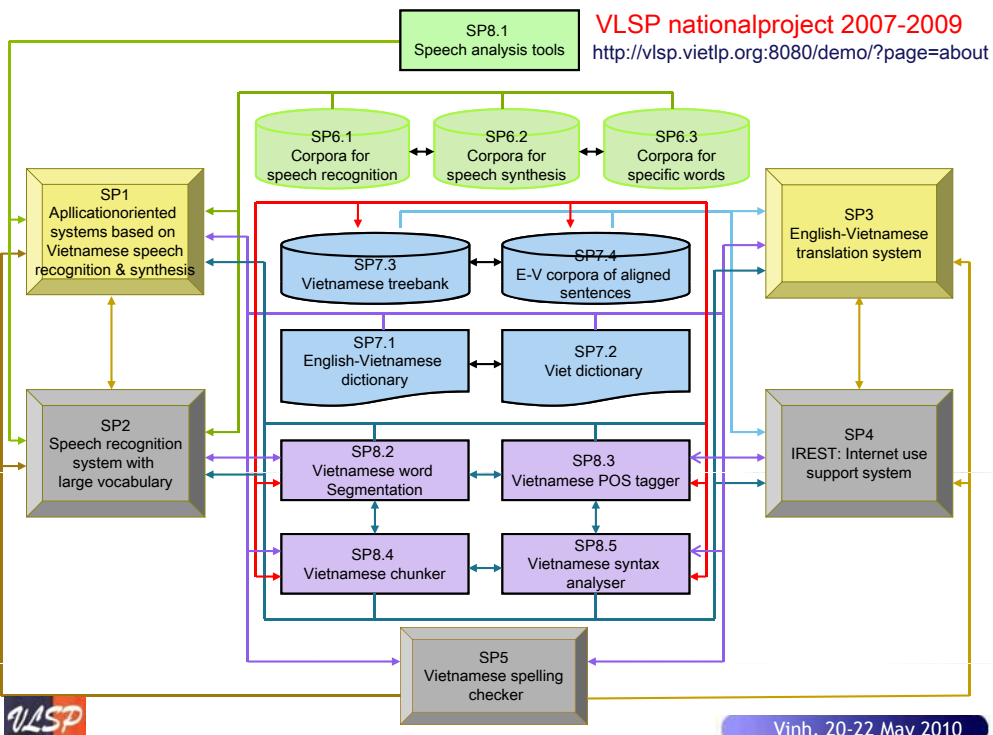 SP8.1
Speech analysis tools
VLSP nationalproject 2007-2009
http://vlsp.vietlp.org:8080/demo/?page=about
SP6.1
Corpora for
speech recognition
SP6.2
Corpora for
speech synthesis
SP6.3
Corpora for
specific words
SP1
Apllicationoriented
systems based on
Vietnamese speech
recognition & synthesis
SP7.3
Vietnamese treebank
SP7.4
E-V corpora of aligned
sentences
SP3
English-Vietnamese
translation system
SP7.1
English-Vietnamese
dictionary
SP7.2
Viet dictionary
SP2
Speech recognition
system with
large vocabulary
SP8.2
Vietnamese word
Segmentation
SP8.3
Vietnamese POS tagger
SP4
IREST: Internet use
support system
SP8.4
Vietnamese chunker
SP8.5
Vietnamese syntax
analyser
SP5
Vietnamese spelling
checker
VLSP
Vinh, 20-22 May 2010